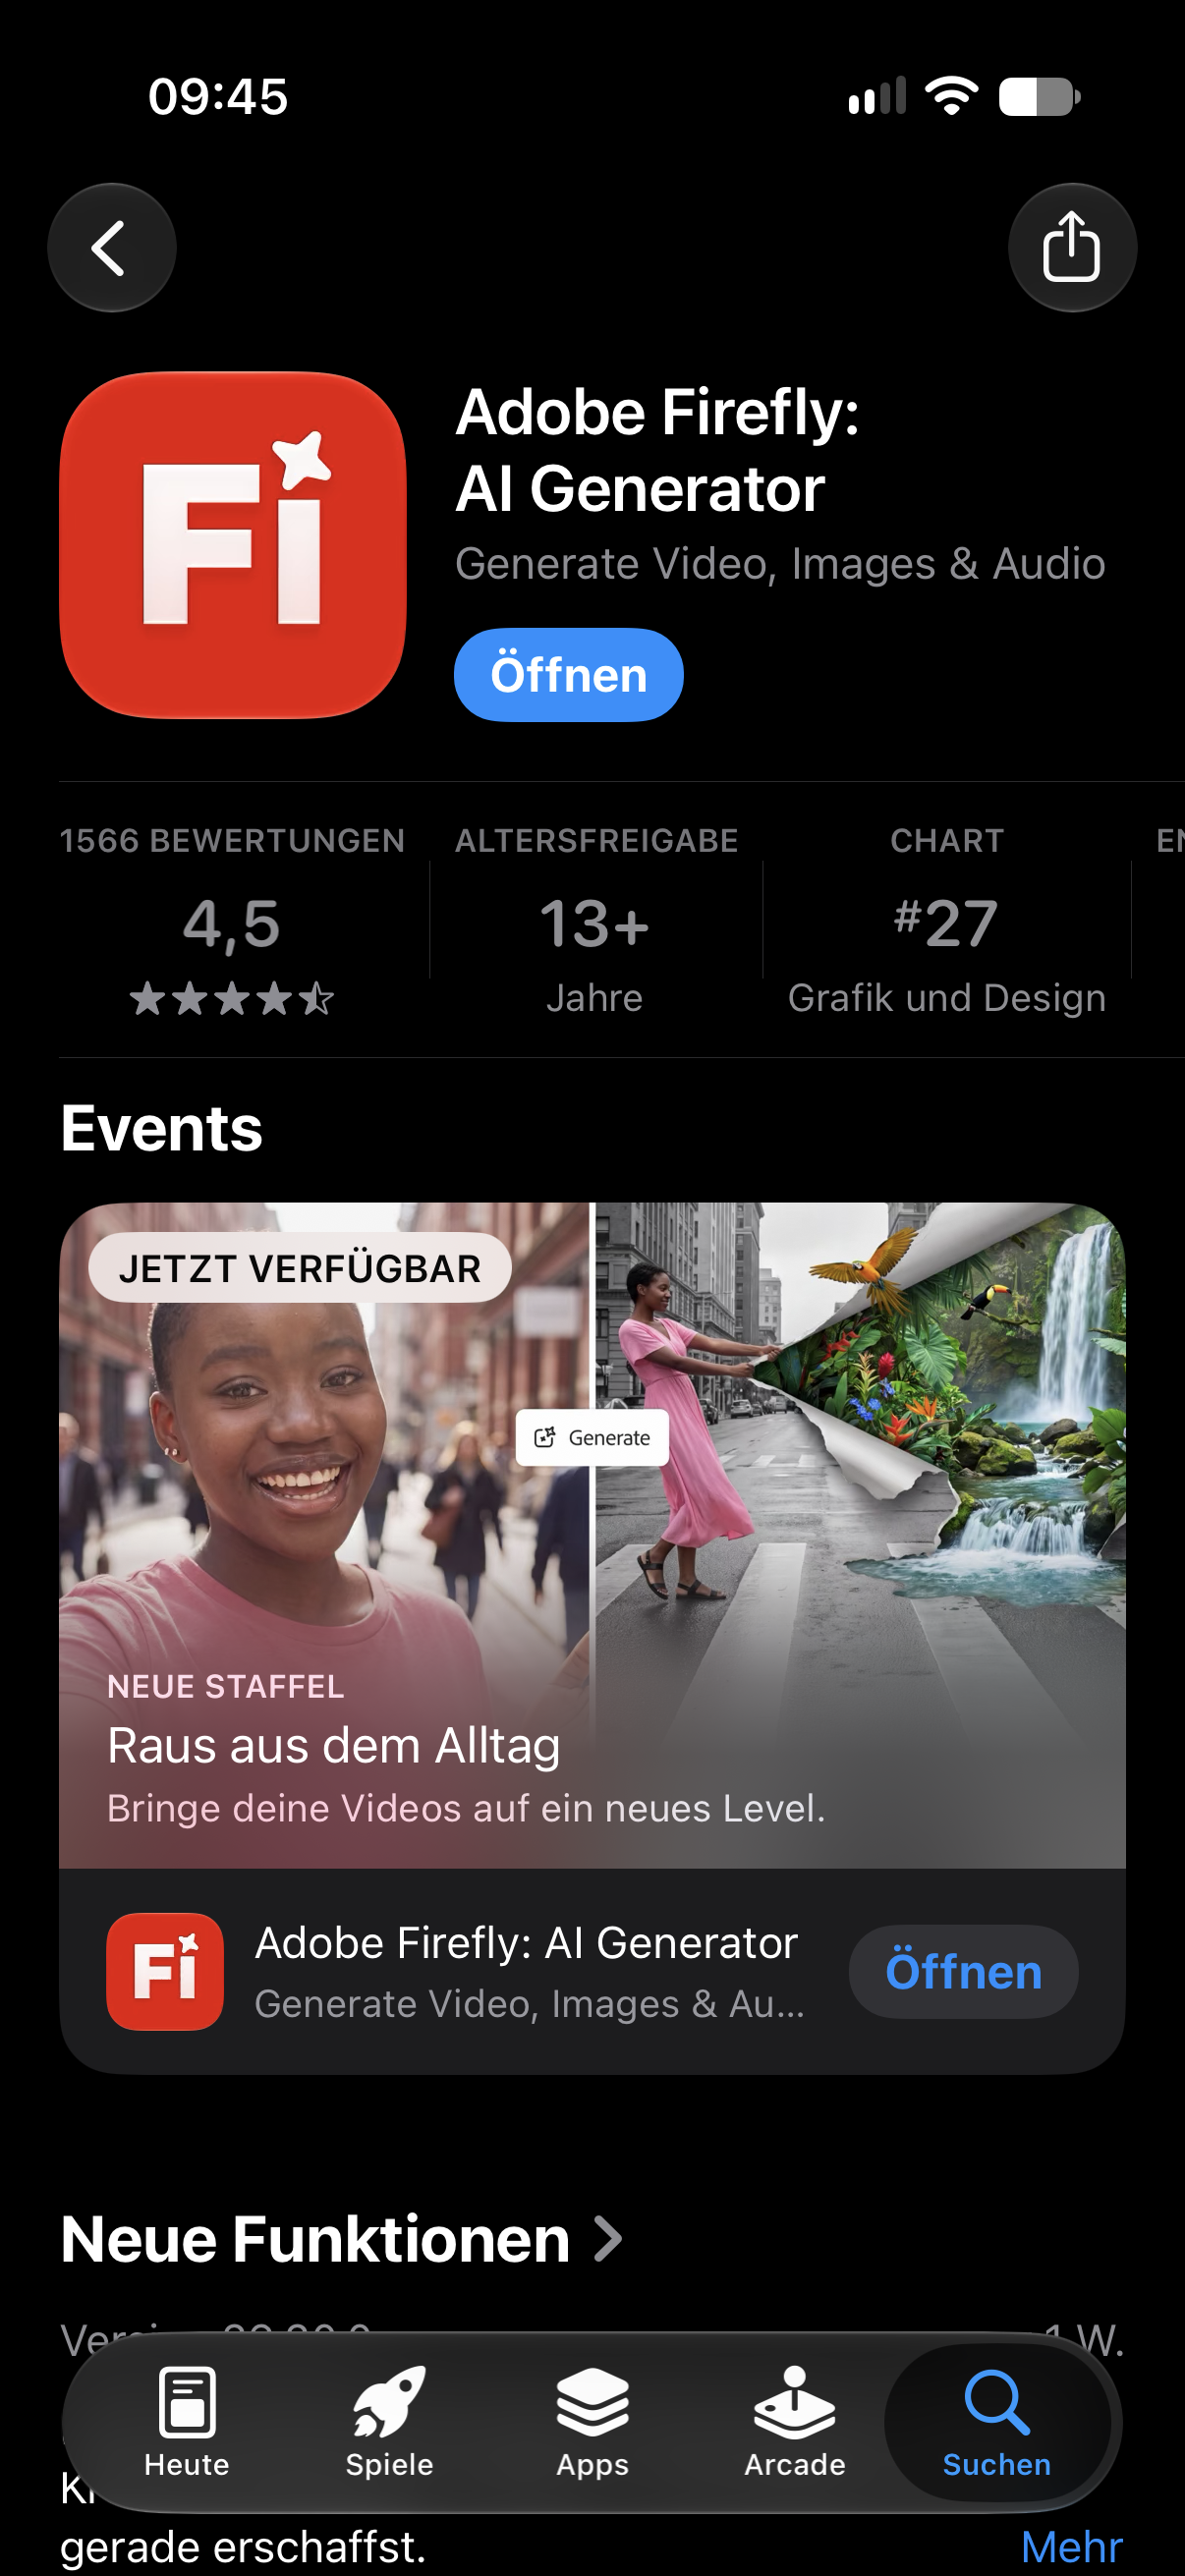 09:45
Fi
Adobe Firefly:
AI Generator
Generate Video, Images & Audio
Öffnen
1566 BEWERTUNGEN
4,5
ALTERSFREIGABE
13+
Jahre
CHART
#27
Grafik und Design
Events
JETZT VERFÜGBAR
Generate
NEUE STAFFEL
Raus aus dem Alltag
Bringe deine Videos auf ein neues Level.
Fi
Adobe Firefly: AI Generator
Generate Video, Images & Au...
Öffnen
Neue Funktionen
1 W.
Heute
Spiele
Apps
Arcade
Suchen
gerade erschaffst.
Mehr